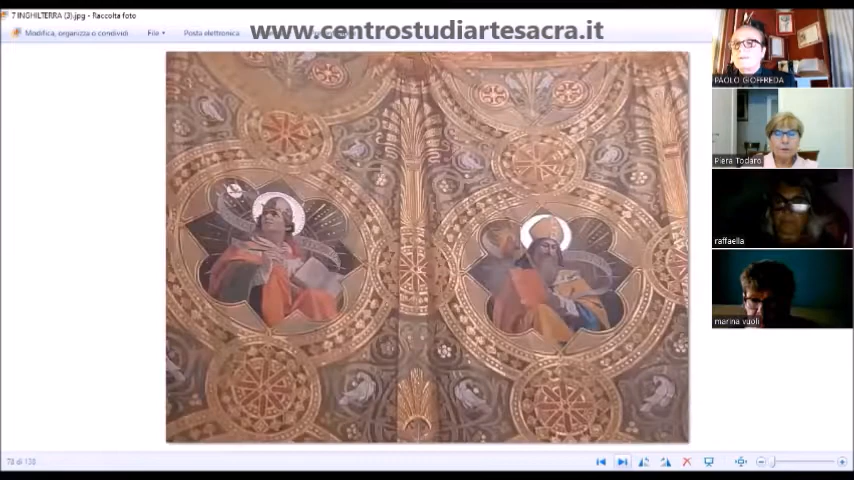 7 INGHILTERRA (3).jpg - Raccolta foto
www.centrostudiartesacra.it
Modifica, organizza o condividi File Posta elettronica
PAOLO GIOFFREDA
Piera Todaro
raffaella
marina vuoli
78 di 138